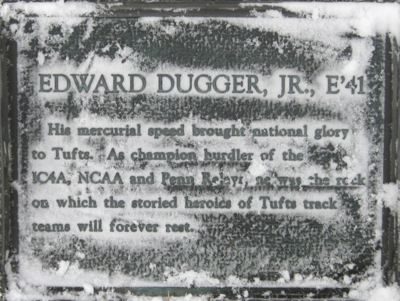 EDWARD DUGGER, JR., E'41
His mercurial speed brought national glory
to Tufts. As champion hurdler of the
IC4A, NCAA and Penn Relays, he was the rock
on which the storied heroics of Tufts track
teams will forever rest.